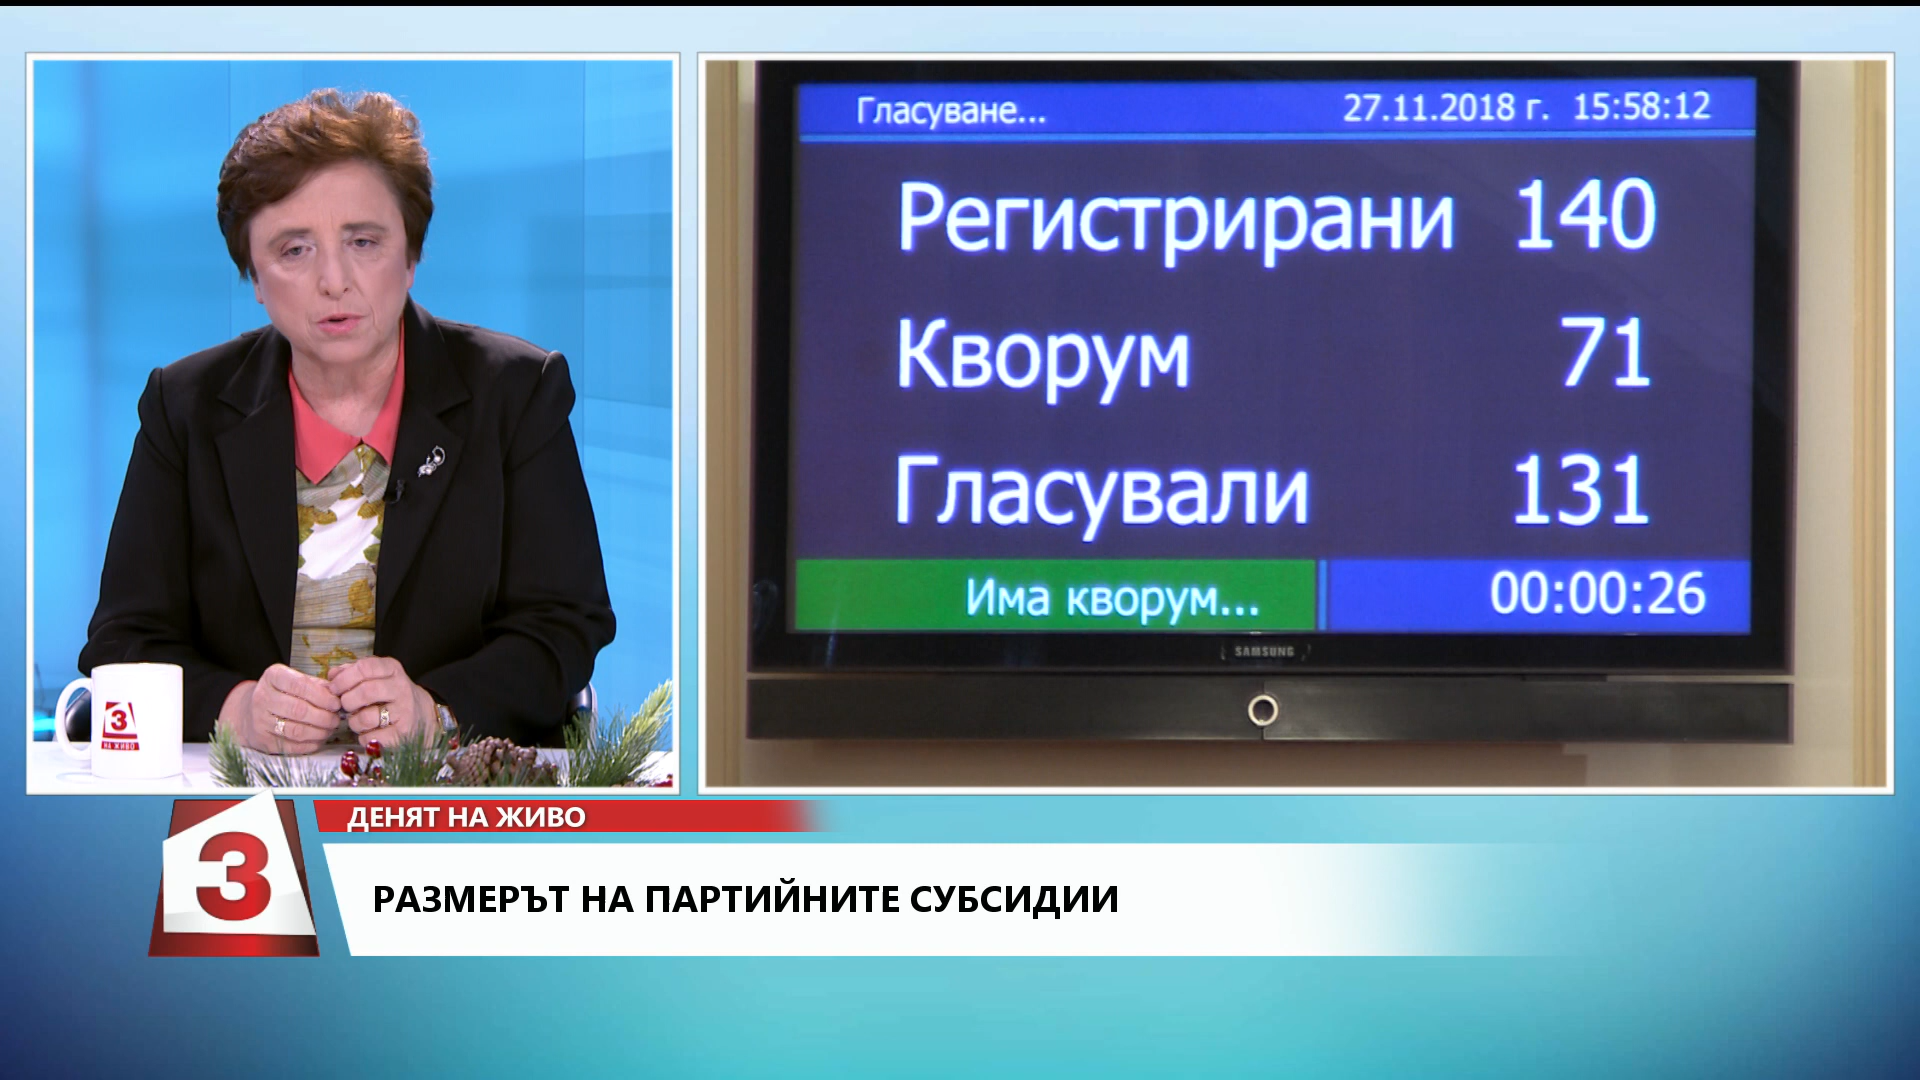 Гласуване... 27.11.2018 г. 15:58:12
Регистрирани 140
Кворум 71
Гласували 131
Има кворум... 00:00:26
SAMSUNG
3
НА ЖИВО
3
ДЕНЯТ НА ЖИВО
РАЗМЕРЪТ НА ПАРТИЙНИТЕ СУБСИДИИ